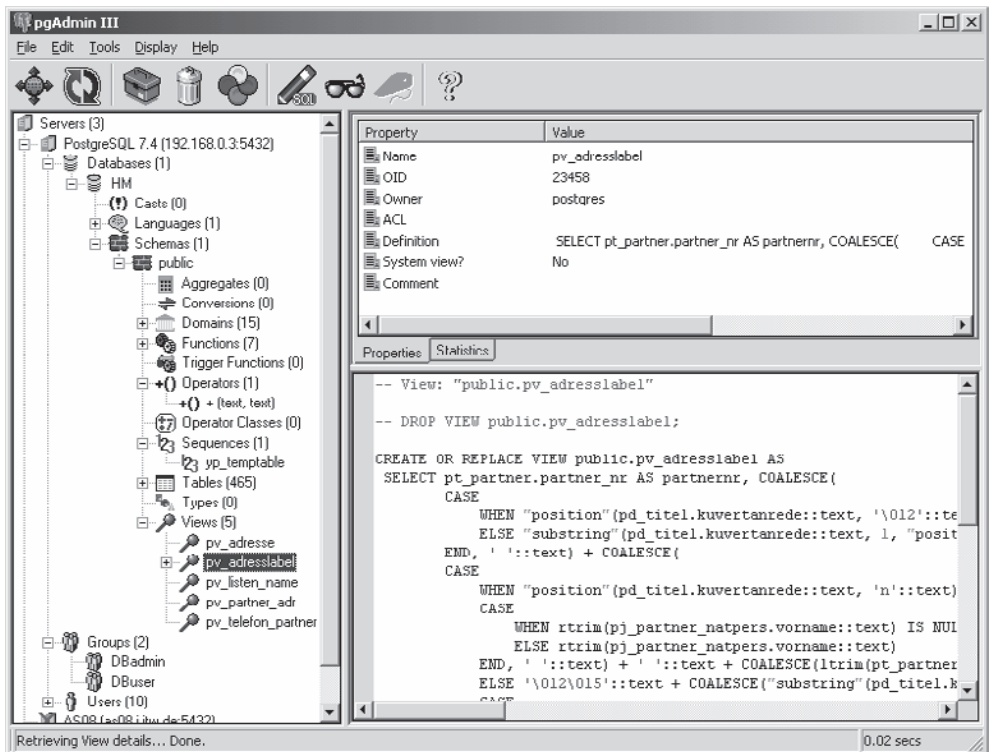 pgAdmin III
File Edit Tools Display Help
SQL
Servers (3)
PostgreSQL 7.4 (192.168.0.3:5432)
Databases (1)
HM
Casts (0)
Languages (1)
Schemas (1)
public
Aggregates (0)
Conversions (0)
Domains (15)
Functions (7)
Trigger Functions (0)
Operators (1)
+ (text, text)
Operator Classes (0)
Sequences (1)
yp_temptable
Tables (465)
Types (0)
Views (5)
pv_adresse
pv_adresslabel
pv_listen_name
pv_partner_adr
pv_telefon_partner
Groups (2)
DBadmin
DBuser
Users (10)
Property Value
Name pv_adresslabel
OID 23458
Owner postgres
ACL
Definition SELECT pt_partner.partner_nr AS partnernr, COALESCE( CASE
System view? No
Comment
Properties Statistics
-- View: "public.pv_adresslabel"
-- DROP VIEW public.pv_adresslabel;
CREATE OR REPLACE VIEW public.pv_adresslabel AS
SELECT pt_partner.partner_nr AS partnernr, COALESCE(
CASE
WHEN "position"(pd_titel.kuvertanrede::text, '\012'::te
ELSE "substring"(pd_titel.kuvertanrede::text, 1, "posit
END, ' '::text) + COALESCE(
CASE
WHEN "position"(pd_titel.kuvertanrede::text, 'n'::text)
CASE
WHEN rtrim(pj_partner_natpers.vorname::text) IS NUL
ELSE rtrim(pj_partner_natpers.vorname::text)
END, ' '::text) + ' '::text + COALESCE(ltrim(pt_partner
ELSE '\012\015'::text + COALESCE("substring"(pd_titel.k
CASE
Retrieving View details... Done.
0.02 secs